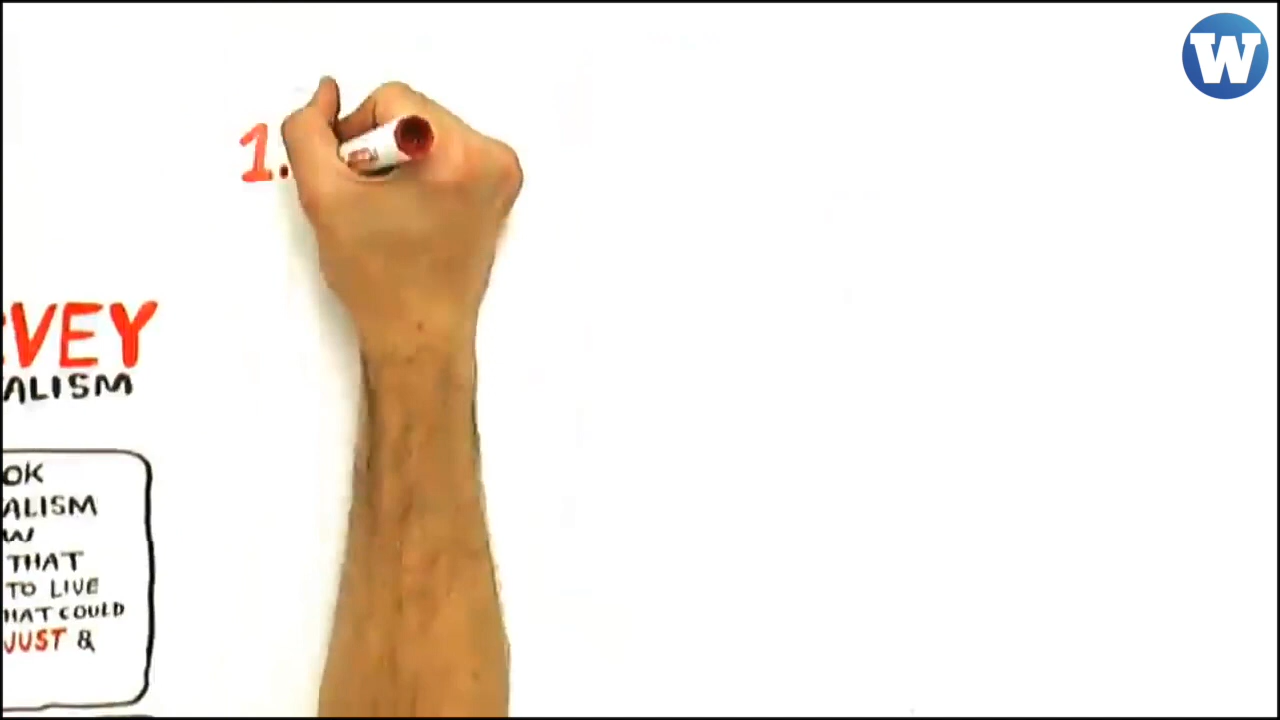 1.
VEY
ALISM
OK
ALISM
W
THAT
TO LIVE
HAT COULD
JUST &
W